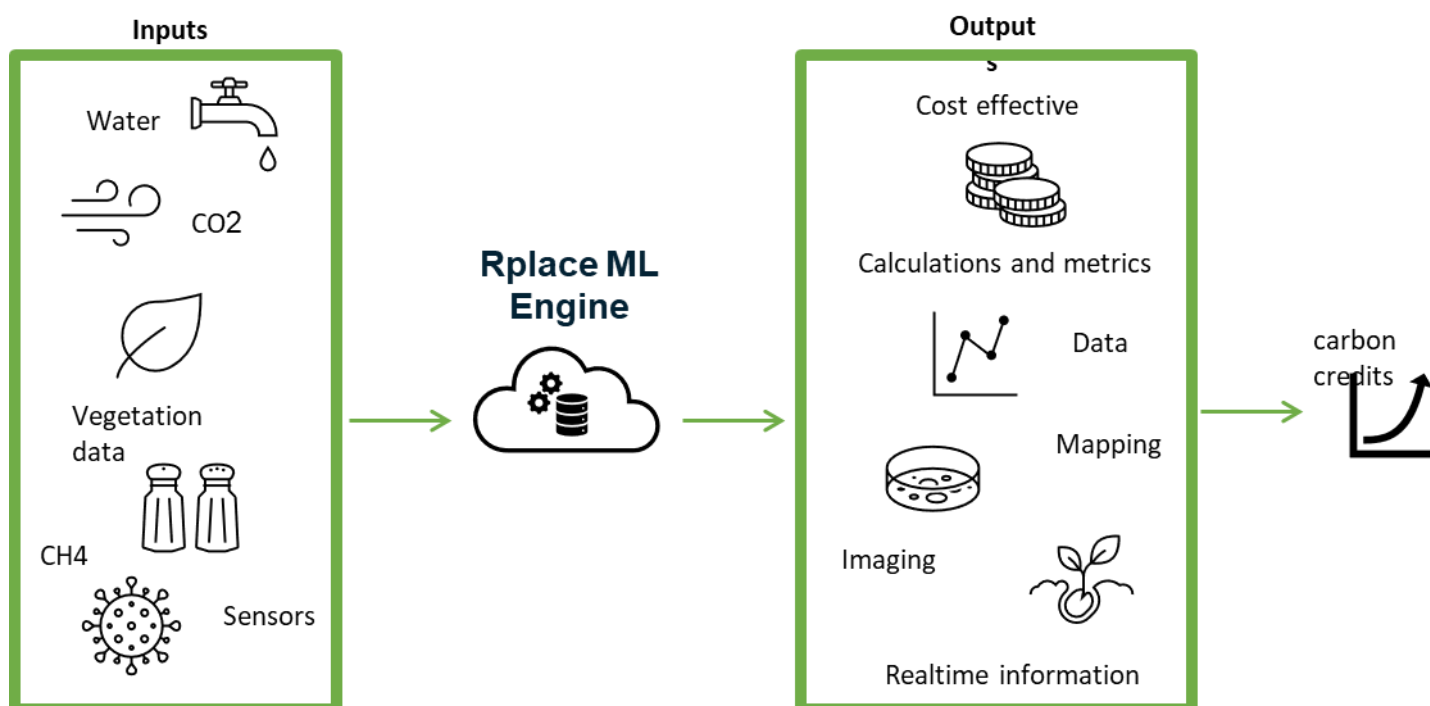 Inputs
Water
CO2
Vegetation
data
CH4
Sensors
Rplace ML
Engine
Output
s
Cost effective
Calculations and metrics
Data
Mapping
Imaging
Realtime information
carbon
credits